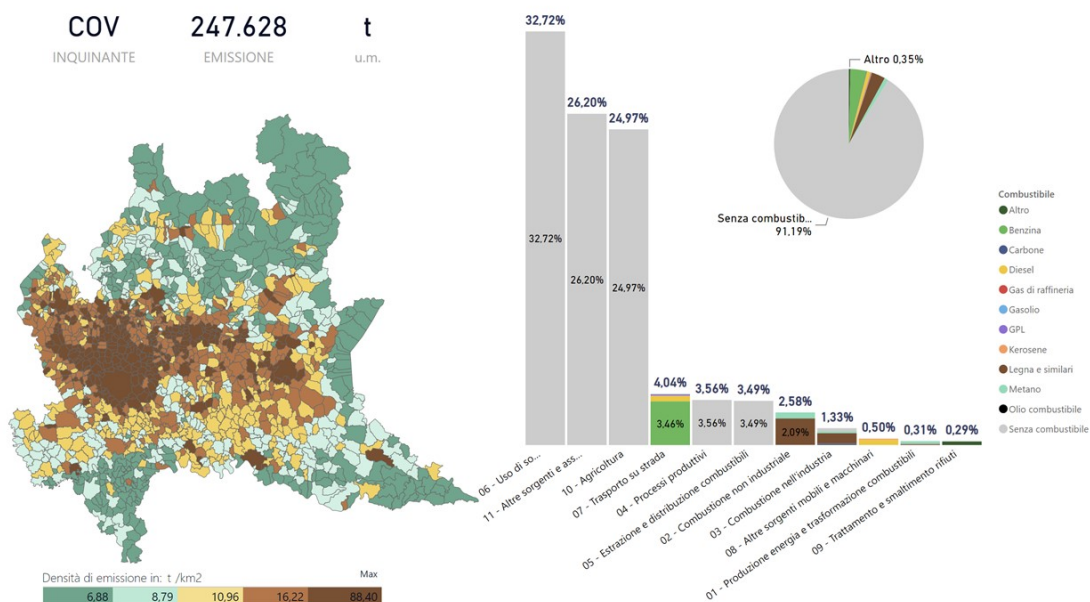 COV
247.628
t
INQUINANTE
EMISSIONE
u.m.
Densità di emissione in: t /km2
Max
6,88
8,79
10,96
16,22
88,40
32,72%
26,20%
24,97%
4,04%
3,56%
3,49%
2,58%
1,33%
0,50%
0,31%
0,29%
32,72%
26,20%
24,97%
3,46%
3,56%
3,49%
2,09%
06 - Uso di so...
11 - Altre sorgenti e ass...
10 - Agricoltura
07 - Trasporto su strada
04 - Processi produttivi
05 - Estrazione e distribuzione combustibili
02 - Combustione non industriale
03 - Combustione nell'industria
08 - Altre sorgenti mobili e macchinari
01 - Produzione energia e trasformazione combustibili
09 - Trattamento e smaltimento rifiuti
Altro 0,35%
Senza combustib...
91,19%
Combustibile
Altro
Benzina
Carbone
Diesel
Gas di raffineria
Gasolio
GPL
Kerosene
Legna e similari
Metano
Olio combustibile
Senza combustibile